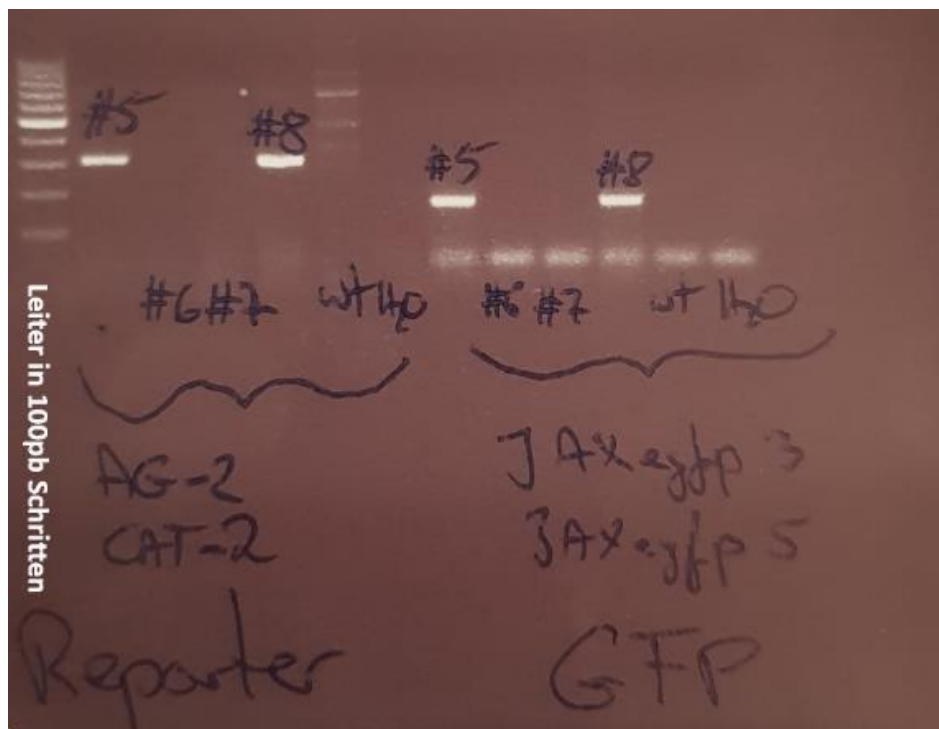 #5 #8
#5 #8
#6 #7 wt H2O
#6 #7 wt H2O
Leiter in 100pb Schritten
AG-2
CAT-2
JAX egfp 3
JAX egfp 5
Reporter
GFP